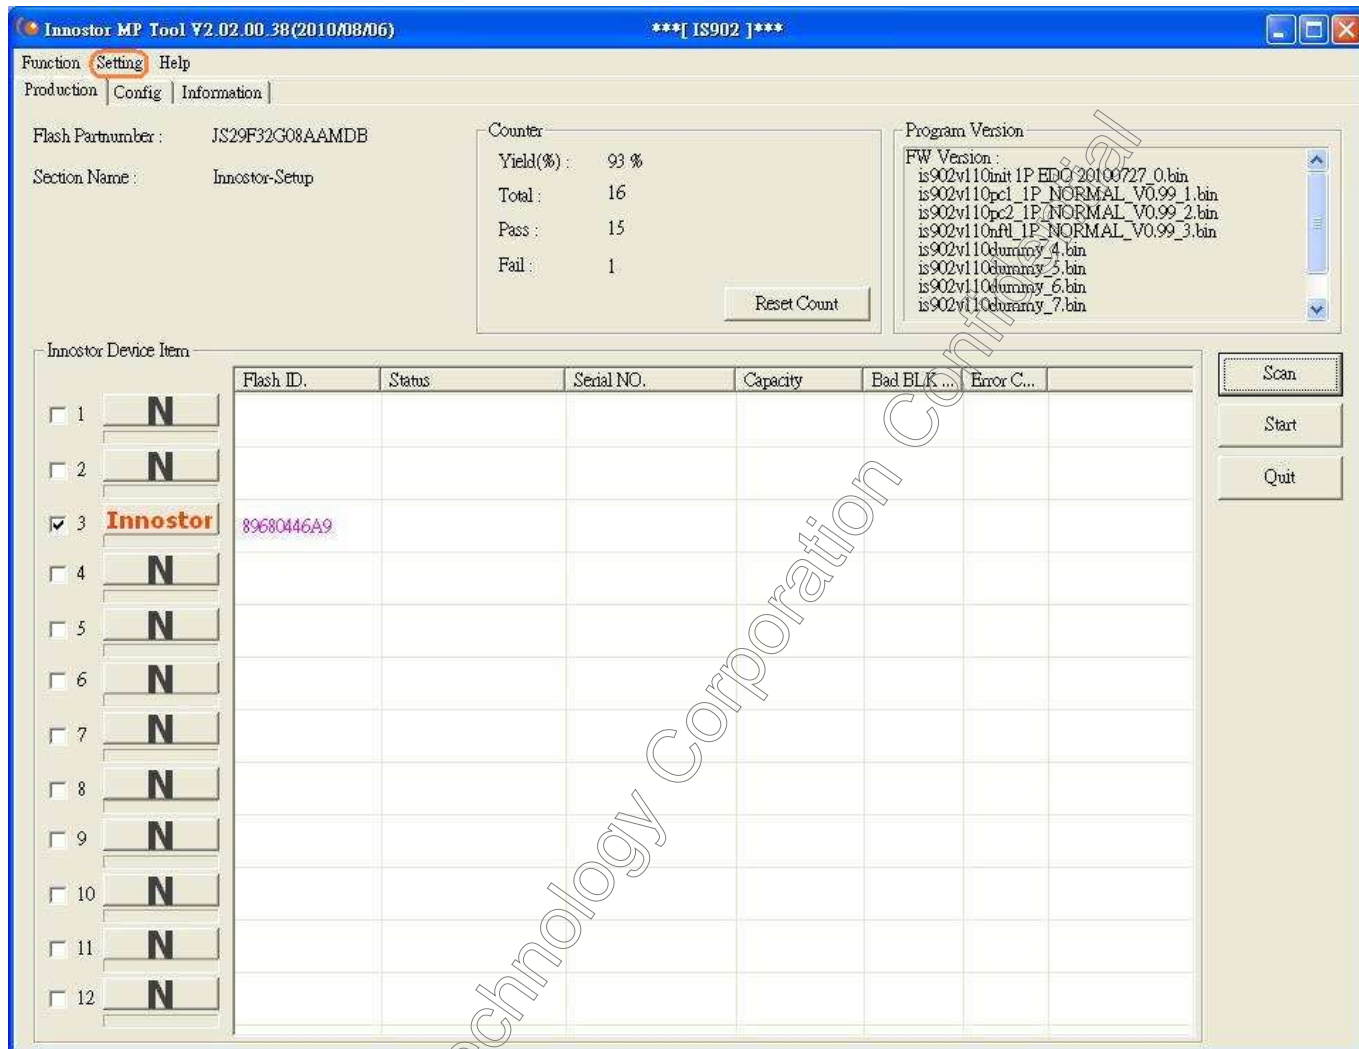 Innostor MP Tool V2.02.00.38(2010/08/06) ***[ IS902 ]***
Function Setting Help
Production Config Information
Flash Partnumber : JS29F32G08AAMDB
Section Name : Innostor-Setup
Counter
Yield(%) : 93 %
Total : 16
Pass : 15
Fail : 1
Reset Count
Program Version
FW Version :
is902v110init 1P EDO 20100727_0.bin
is902v110pc1_1P_NORMAL_V0.99_1.bin
is902v110pc2_1P_NORMAL_V0.99_2.bin
is902v110nftl_1P_NORMAL_V0.99_3.bin
is902v110dummy_4.bin
is902v110dummy_5.bin
is902v110dummy_6.bin
is902v110dummy_7.bin
Innostor Device Item
Flash ID. Status Serial NO. Capacity Bad BLK ... Error C...
1 N
2 N
3 Innostor 89680446A9
4 N
5 N
6 N
7 N
8 N
9 N
10 N
11 N
12 N
Scan
Start
Quit
echnology Corporation Confidential